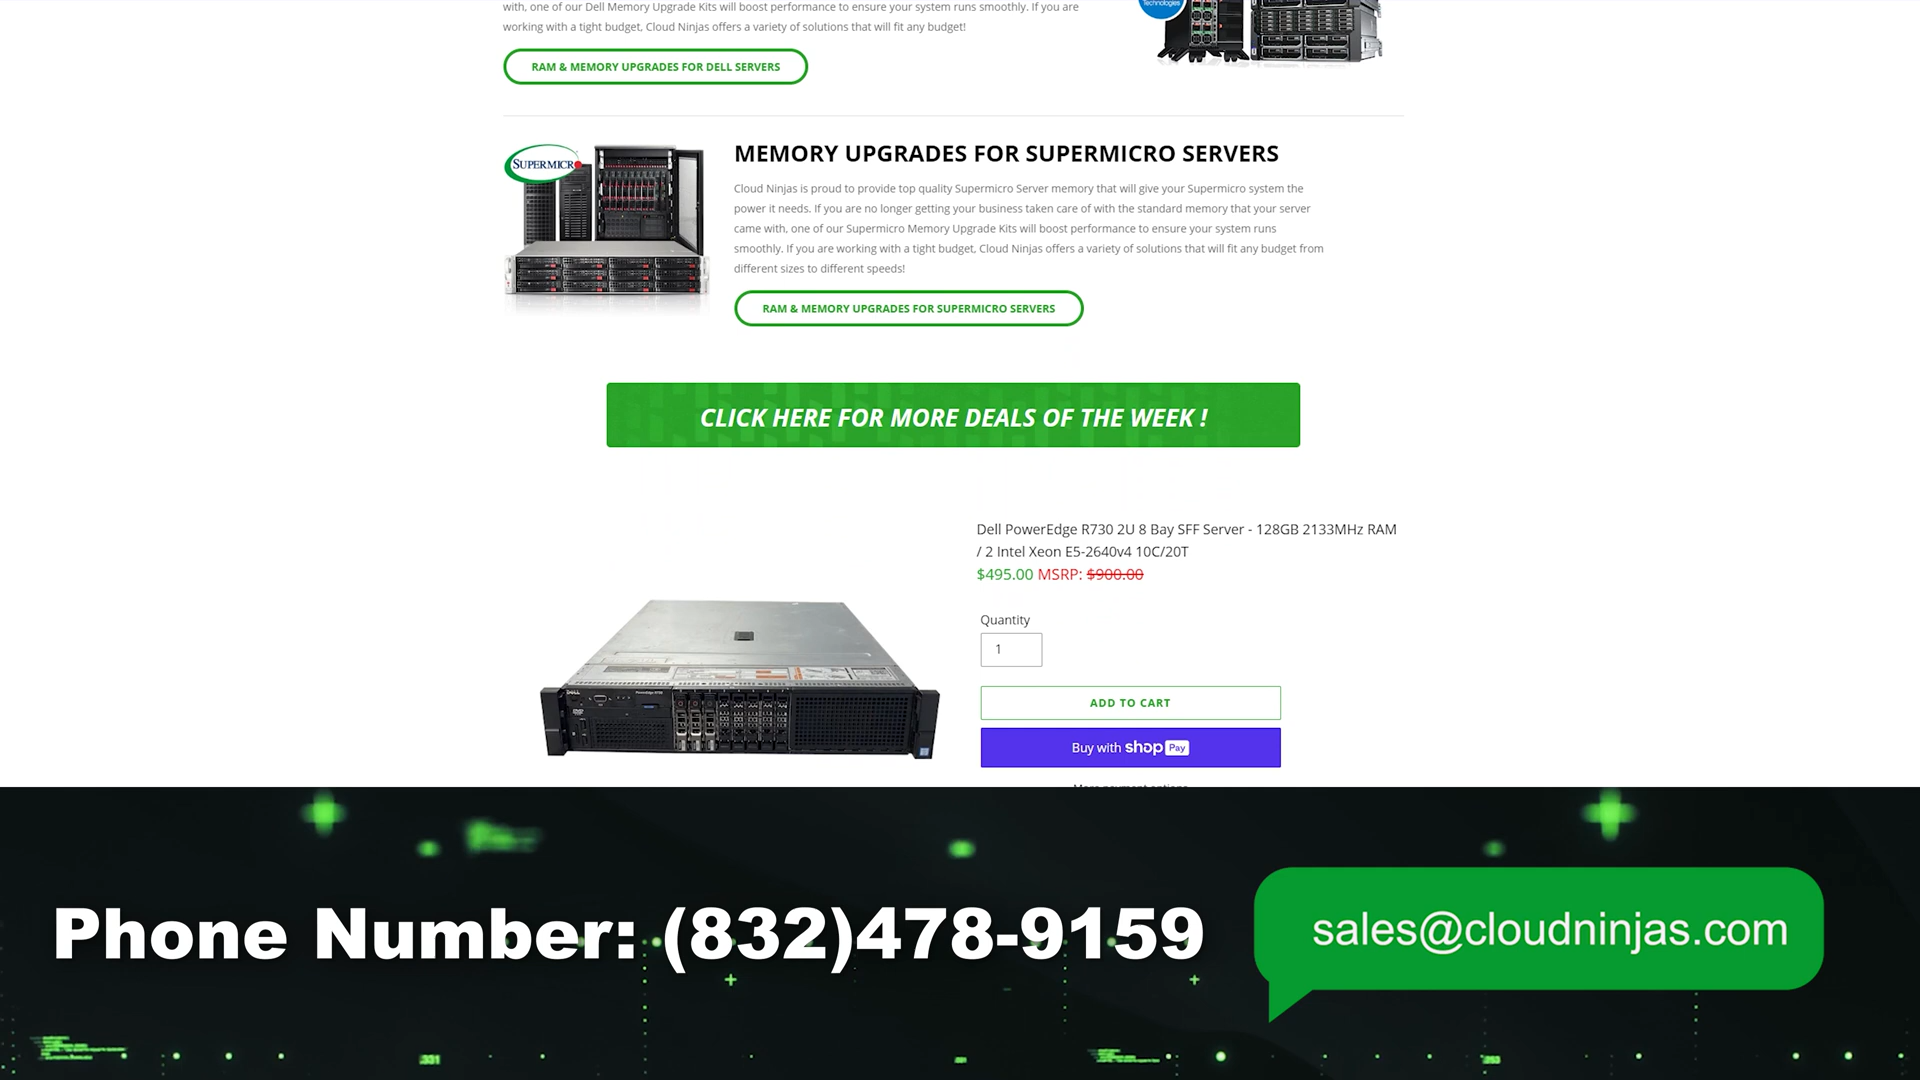 with, one of our Dell Memory Upgrade Kits will boost performance to ensure your system runs smoothly. If you are
working with a tight budget, Cloud Ninjas offers a variety of solutions that will fit any budget!
Technologies
RAM & MEMORY UPGRADES FOR DELL SERVERS
SUPERMICR
MEMORY UPGRADES FOR SUPERMICRO SERVERS
Cloud Ninjas is proud to provide top quality Supermicro Server memory that will give your Supermicro system the
power it needs. If you are no longer getting your business taken care of with the standard memory that your server
came with, one of our Supermicro Memory Upgrade Kits will boost performance to ensure your system runs
smoothly. If you are working with a tight budget, Cloud Ninjas offers a variety of solutions that will fit any budget from
different sizes to different speeds!
RAM & MEMORY UPGRADES FOR SUPERMICRO SERVERS
CLICK HERE FOR MORE DEALS OF THE WEEK !
Dell PowerEdge R730 2U 8 Bay SFF Server - 128GB 2133MHz RAM
/ 2 Intel Xeon E5-2640v4 10C/20T
$495.00 MSRP: $900.00
Quantity
1
ADD TO CART
Buy with shop Pay
More payment options
Phone Number: (832)478-9159
sales@cloudninjas.com